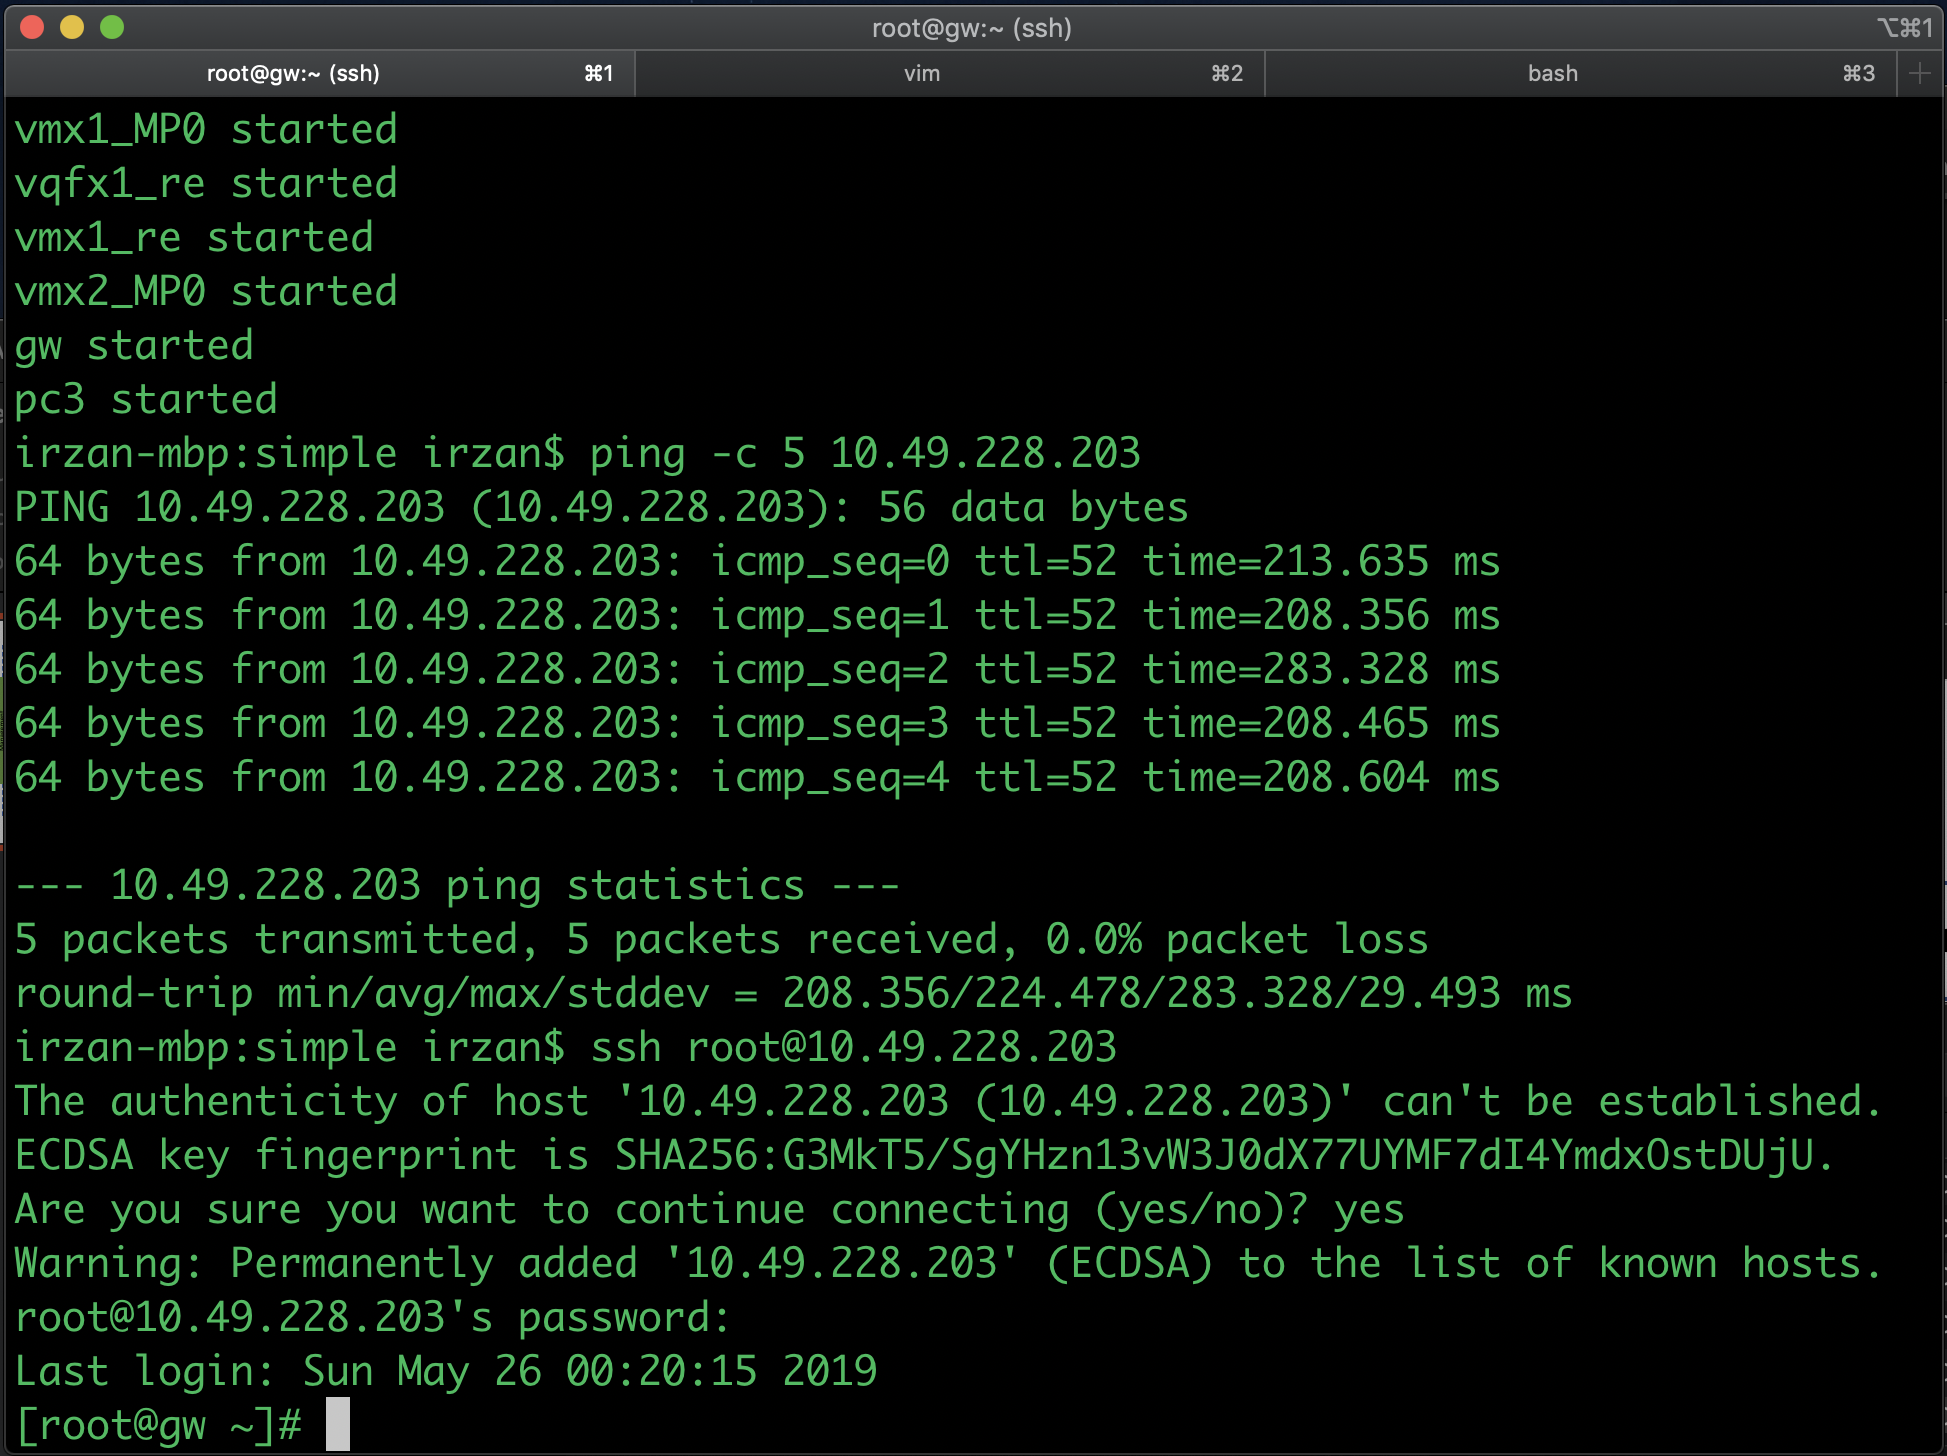 root@gw:~ (ssh) ⌥⌘1
root@gw:~ (ssh) ⌘1 vim ⌘2 bash ⌘3 +
vmx1_MP0 started
vqfx1_re started
vmx1_re started
vmx2_MP0 started
gw started
pc3 started
irzan-mbp:simple irzan$ ping -c 5 10.49.228.203
PING 10.49.228.203 (10.49.228.203): 56 data bytes
64 bytes from 10.49.228.203: icmp_seq=0 ttl=52 time=213.635 ms
64 bytes from 10.49.228.203: icmp_seq=1 ttl=52 time=208.356 ms
64 bytes from 10.49.228.203: icmp_seq=2 ttl=52 time=283.328 ms
64 bytes from 10.49.228.203: icmp_seq=3 ttl=52 time=208.465 ms
64 bytes from 10.49.228.203: icmp_seq=4 ttl=52 time=208.604 ms
--- 10.49.228.203 ping statistics ---
5 packets transmitted, 5 packets received, 0.0% packet loss
round-trip min/avg/max/stddev = 208.356/224.478/283.328/29.493 ms
irzan-mbp:simple irzan$ ssh root@10.49.228.203
The authenticity of host '10.49.228.203 (10.49.228.203)' can't be established.
ECDSA key fingerprint is SHA256:G3MkT5/SgYHzn13vW3J0dX77UYMF7dI4YmdxOstDUjU.
Are you sure you want to continue connecting (yes/no)? yes
Warning: Permanently added '10.49.228.203' (ECDSA) to the list of known hosts.
root@10.49.228.203's password:
Last login: Sun May 26 00:20:15 2019
[root@gw ~]#